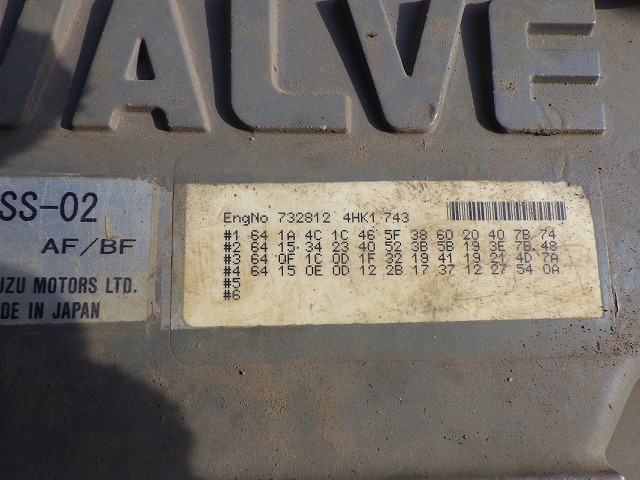 VALVE
SS-02
AF/BF
UZU MOTORS LTD.
DE IN JAPAN
EngNo 732812 4HK1 743
#1 64 1A 4C 1C 46 5F 38 60 20 40 7B 74
#2 64 15 34 23 40 52 3B 5B 19 3E 7B 48
#3 64 0F 1C 0D 1F 32 19 41 19 21 4D 7A
#4 64 15 0E 0D 12 2B 17 37 12 27 54 0A
#5
#6